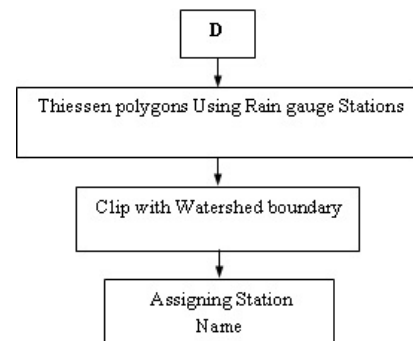 D
Thiessen polygons Using Rain gauge Stations
Clip with Watershed boundary
Assigning Station
Name